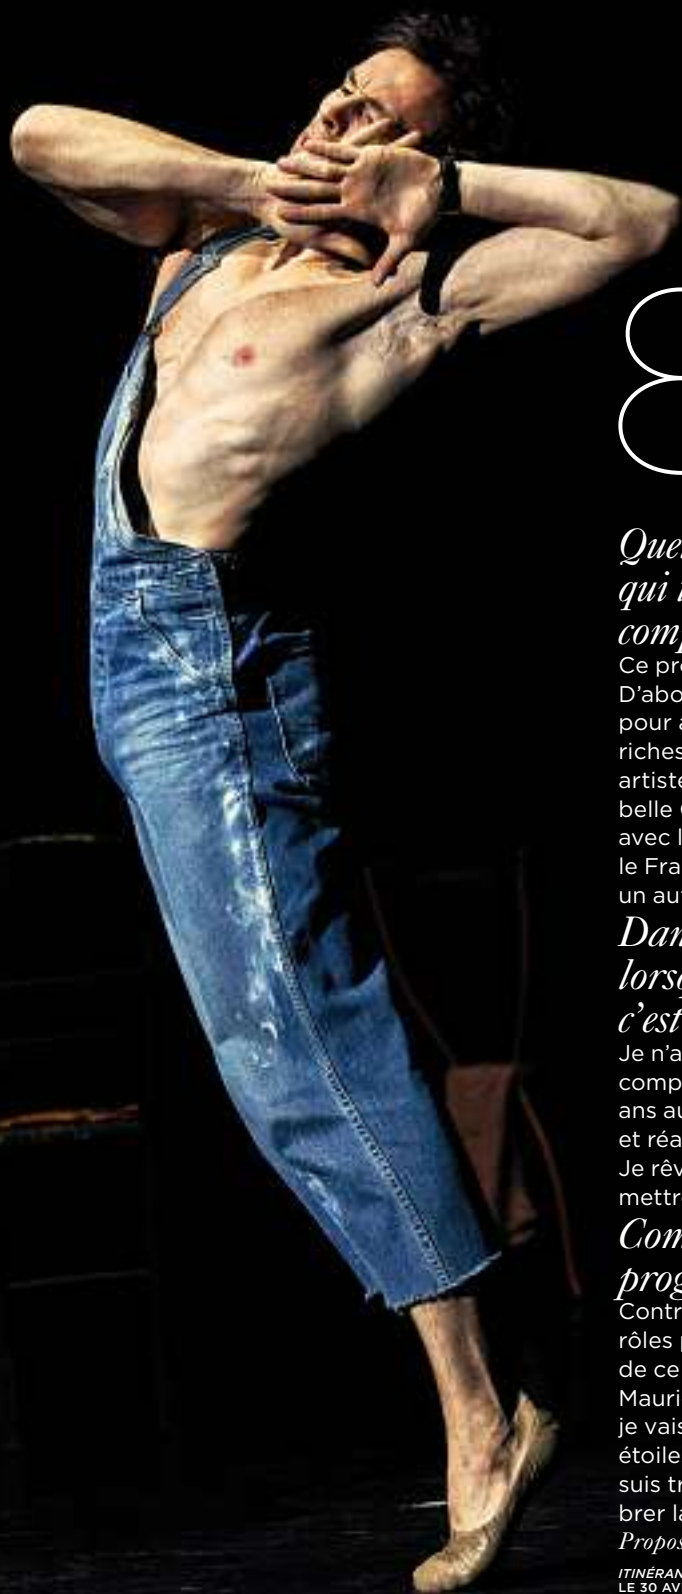 Que
qui
comp
Ce pr
D’abo
pour a
riches
artiste
belle
avec l
le Fra
un au
Dan
lorsq
c’est
Je n’a
comp
ans au
et réa
Je rêv
mettr
Com
prog
Contr
rôles p
de ce
Mauri
je vais
étoile
suis tr
brer la
Propos
ITINÉRAN
LE 30 AV